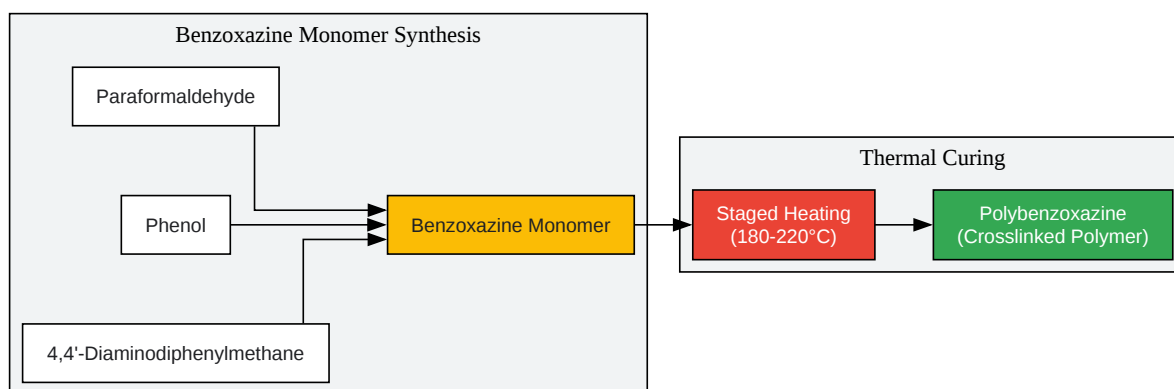 Benzoxazine Monomer Synthesis
Paraformaldehyde
Phenol
4,4'-Diaminodiphenylmethane
Benzoxazine Monomer
Thermal Curing
Staged Heating
(180-220°C)
Polybenzoxazine
(Crosslinked Polymer)